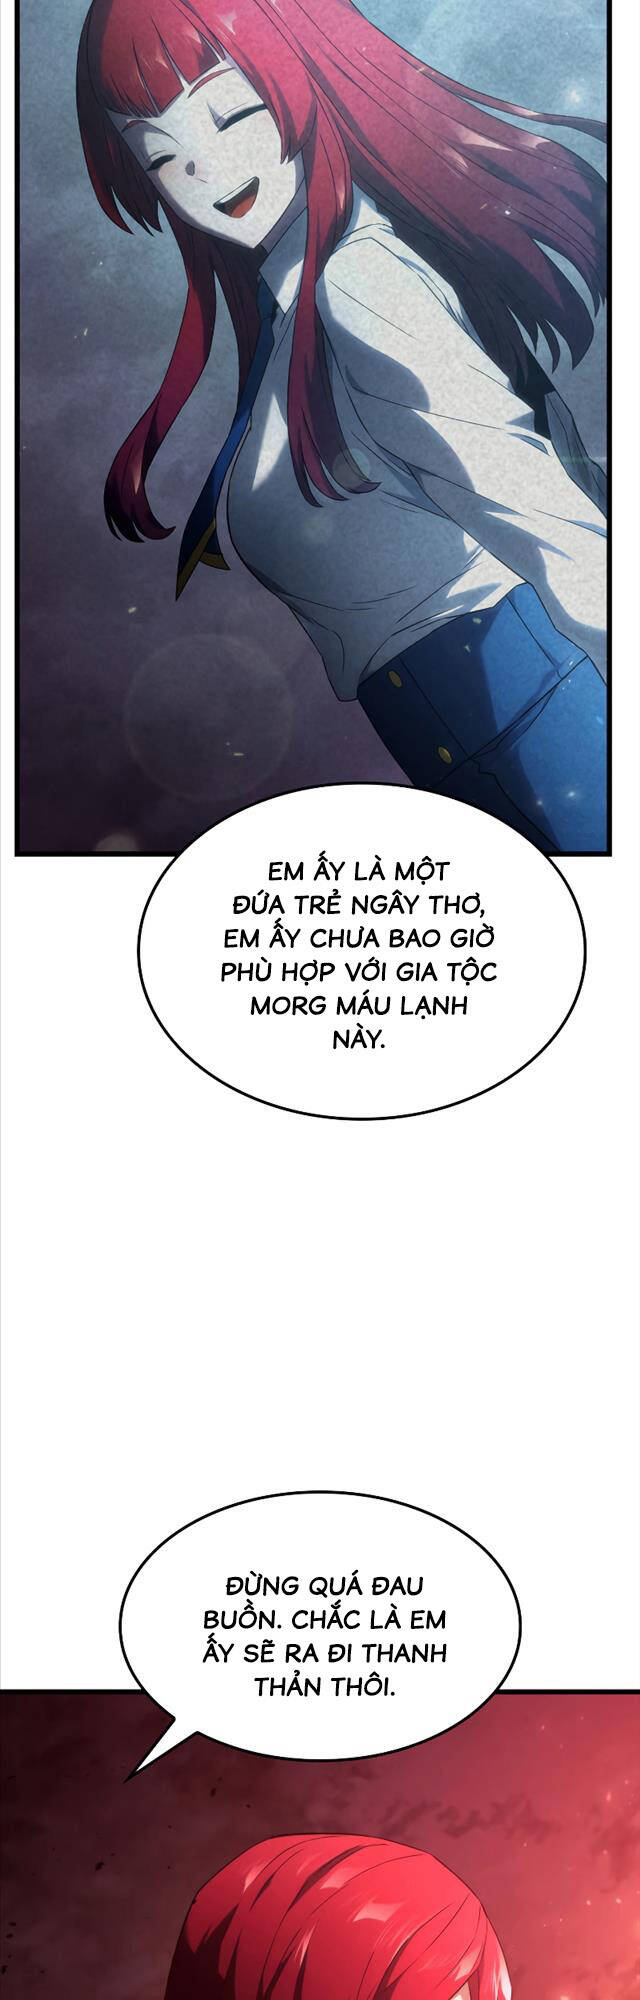 EM ẤY LÀ MỘT
ĐỨA TRẺ NGÂY THƠ,
EM ẤY CHƯA BAO GIỜ
PHÙ HỢP VỚI GIA TỘC
MORG MÁU LẠNH
NÀY.
ĐỪNG QUÁ ĐAU
BUỒN. CHẮC LÀ EM
ẤY SẼ RA ĐI THANH
THẢN THÔI.